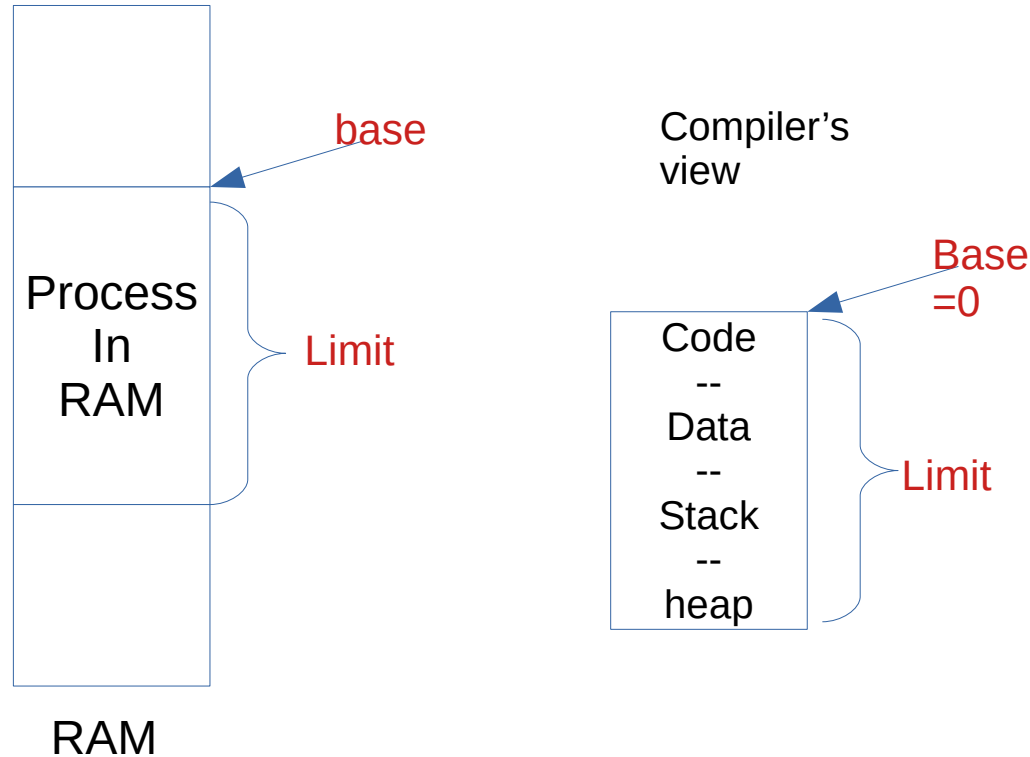 base
Process
In
RAM
Limit
RAM
Compiler’s
view
Base
=0
Code
--
Data
--
Stack
--
heap
Limit